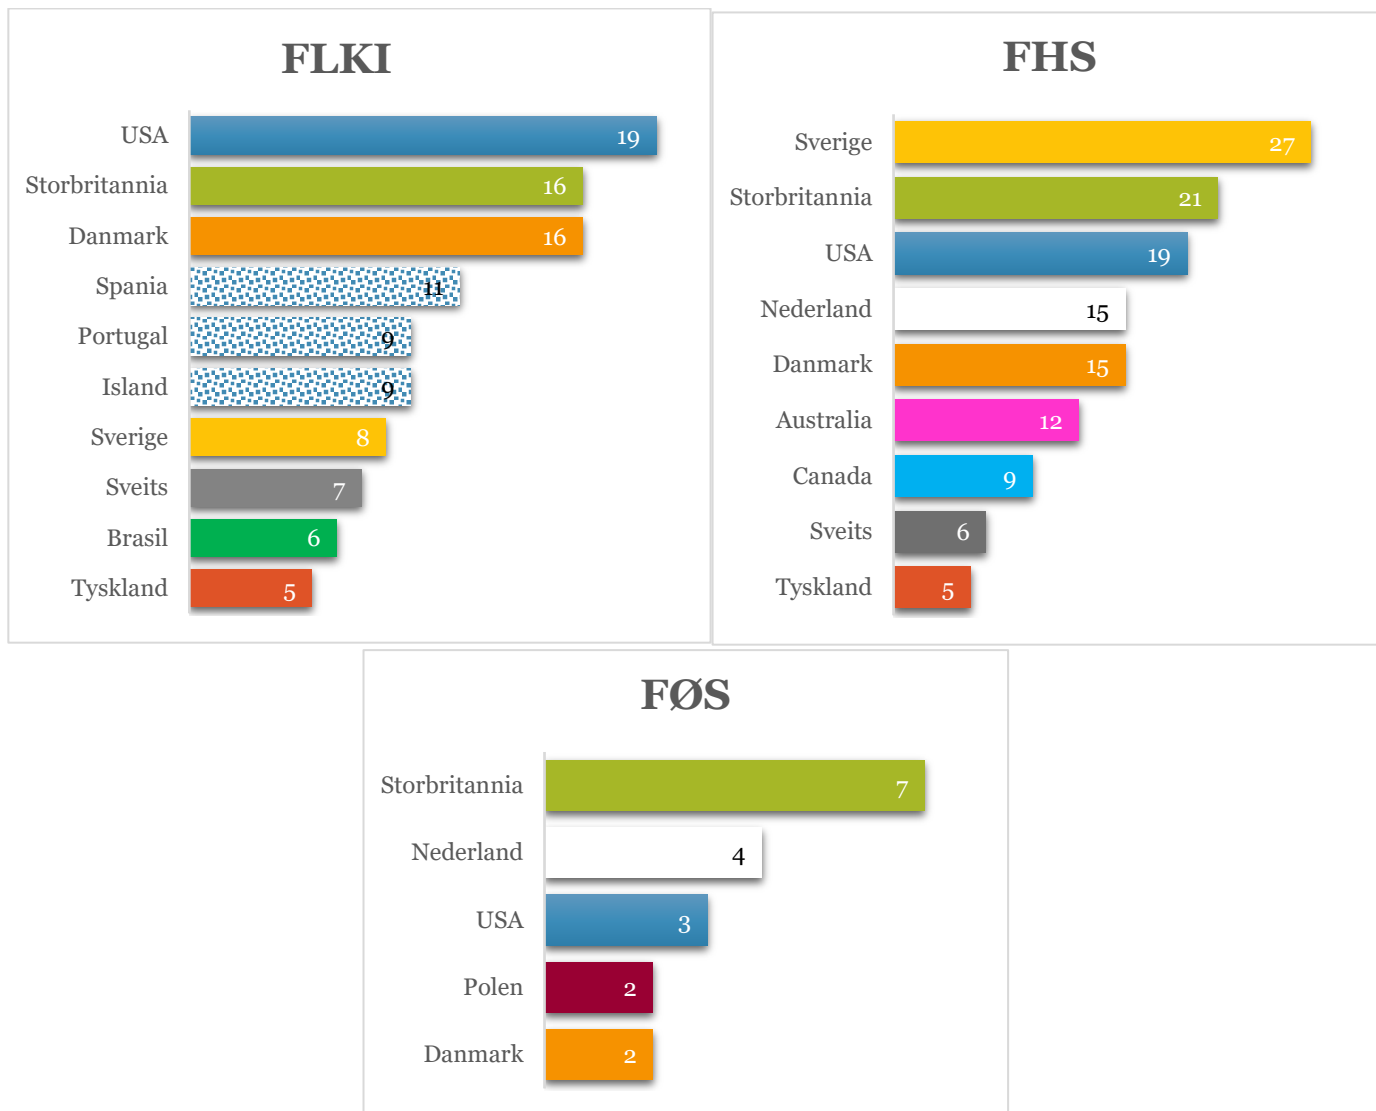 FLKI
USA 19
Storbritannia 16
Danmark 16
Spania 11
Portugal 9
Island 9
Sverige 8
Sveits 7
Brasil 6
Tyskland 5
FHS
Sverige 27
Storbritannia 21
USA 19
Nederland 15
Danmark 15
Australia 12
Canada 9
Sveits 6
Tyskland 5
FØS
Storbritannia 7
Nederland 4
USA 3
Polen 2
Danmark 2